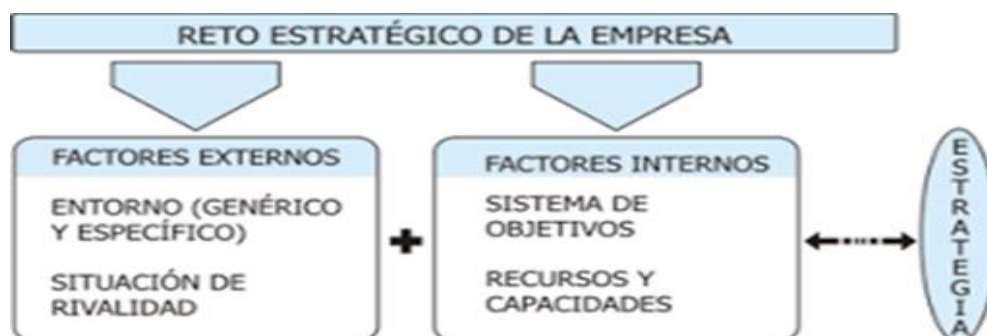 RETO ESTRATÉGICO DE LA EMPRESA
FACTORES EXTERNOS
ENTORNO (GENÉRICO
Y ESPECÍFICO)
SITUACIÓN DE
RIVALIDAD
+
FACTORES INTERNOS
SISTEMA DE
OBJETIVOS
RECURSOS Y
CAPACIDADES
ESTRATEGIA